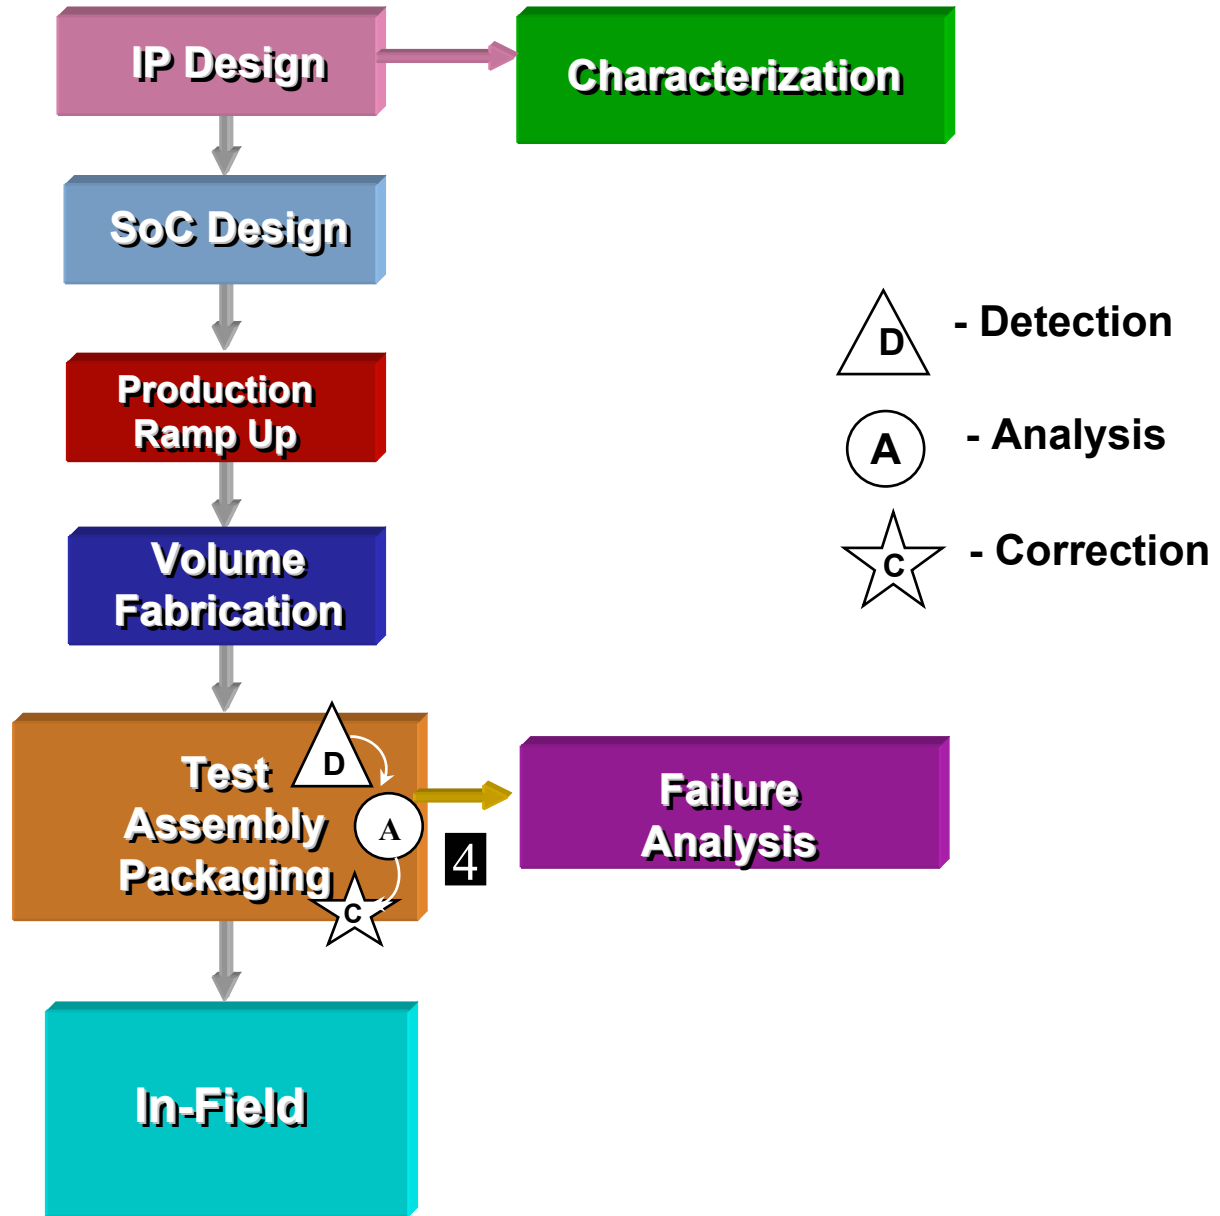 IP Design
Characterization
SoC Design
D
- Detection
Production
Ramp Up
A
- Analysis
C
- Correction
Volume
Fabrication
Test
Assembly
Packaging
D
A
C
4
Failure
Analysis
In-Field